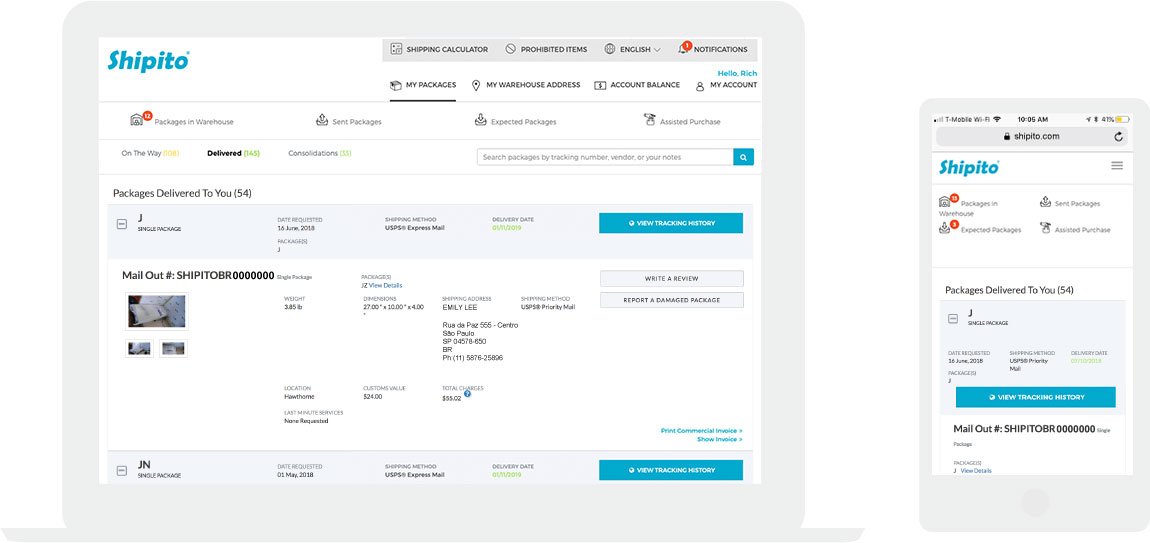 Shipito
SHIPPING CALCULATOR PROHIBITED ITEMS ENGLISH 1 NOTIFICATIONS
Hello, Rich
MY PACKAGES MY WAREHOUSE ADDRESS ACCOUNT BALANCE MY ACCOUNT
12 Packages in Warehouse Sent Packages Expected Packages Assisted Purchase
On The Way (108) Delivered (145) Consolidations (33)
Search packages by tracking number, vendor, or your notes
Packages Delivered To You (54)
J
SINGLE PACKAGE
DATE REQUESTED
16 June, 2018
PACKAGE(S)
J
SHIPPING METHOD
USPS® Express Mail
DELIVERY DATE
01/11/2019
VIEW TRACKING HISTORY
Mail Out #: SHIPITOBR0000000 Single Package
PACKAGE(S)
JZ View Details
WRITE A REVIEW
REPORT A DAMAGED PACKAGE
WEIGHT
3.85 lb
DIMENSIONS
27.00 " x 10.00 " x 4.00
"
SHIPPING ADDRESS
EMILY LEE
Rua da Paz 555 - Centro
São Paulo
SP 04578-650
BR
Ph (11) 5876-25896
SHIPPING METHOD
USPS® Priority Mail
LOCATION
Hawthorne
CUSTOMS VALUE
$24.00
TOTAL CHARGES
$55.02 ?
LAST MINUTE SERVICES
None Requested
Print Commercial Invoice »
Show Invoice »
JN
SINGLE PACKAGE
DATE REQUESTED
01 May, 2018
SHIPPING METHOD
USPS® Express Mail
DELIVERY DATE
01/11/2019
VIEW TRACKING HISTORY
T-Mobile Wi-Fi 10:05 AM 41%
shipito.com
Shipito
13 Packages in
Warehouse
Sent Packages
3 Expected Packages
Assisted Purchase
Packages Delivered To You (54)
J
SINGLE PACKAGE
DATE REQUESTED
16 June, 2018
SHIPPING METHOD
USPS® Priority
Mail
DELIVERY DATE
07/10/2018
PACKAGE(S)
J
VIEW TRACKING HISTORY
Mail Out #: SHIPITOBR0000000 Single
Package
PACKAGE(S)
J View Details